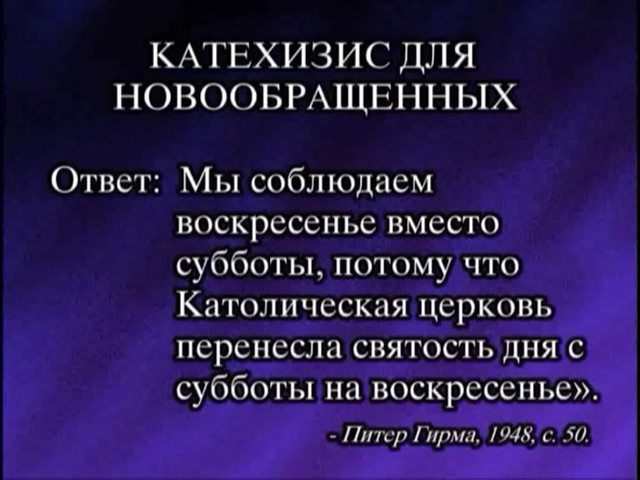 КАТЕХИЗИС ДЛЯ
НОВООБРАЩЕННЫХ
Ответ: Мы соблюдаем
воскресенье вместо
субботы, потому что
Католическая церковь
перенесла святость дня с
субботы на воскресенье».
- Питер Гирма, 1948, с. 50.